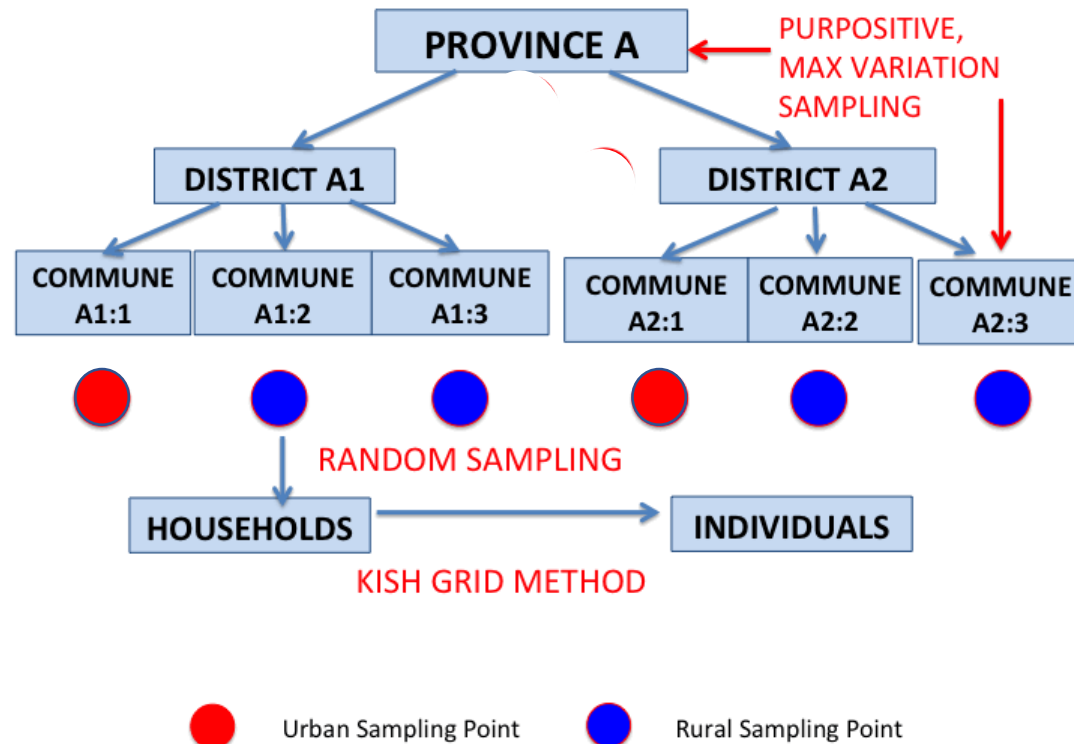 PROVINCE A
PURPOSITIVE,
MAX VARIATION
SAMPLING
DISTRICT A1
DISTRICT A2
COMMUNE
A1:1
COMMUNE
A1:2
COMMUNE
A1:3
COMMUNE
A2:1
COMMUNE
A2:2
COMMUNE
A2:3
RANDOM SAMPLING
HOUSEHOLDS
INDIVIDUALS
KISH GRID METHOD
Urban Sampling Point
Rural Sampling Point